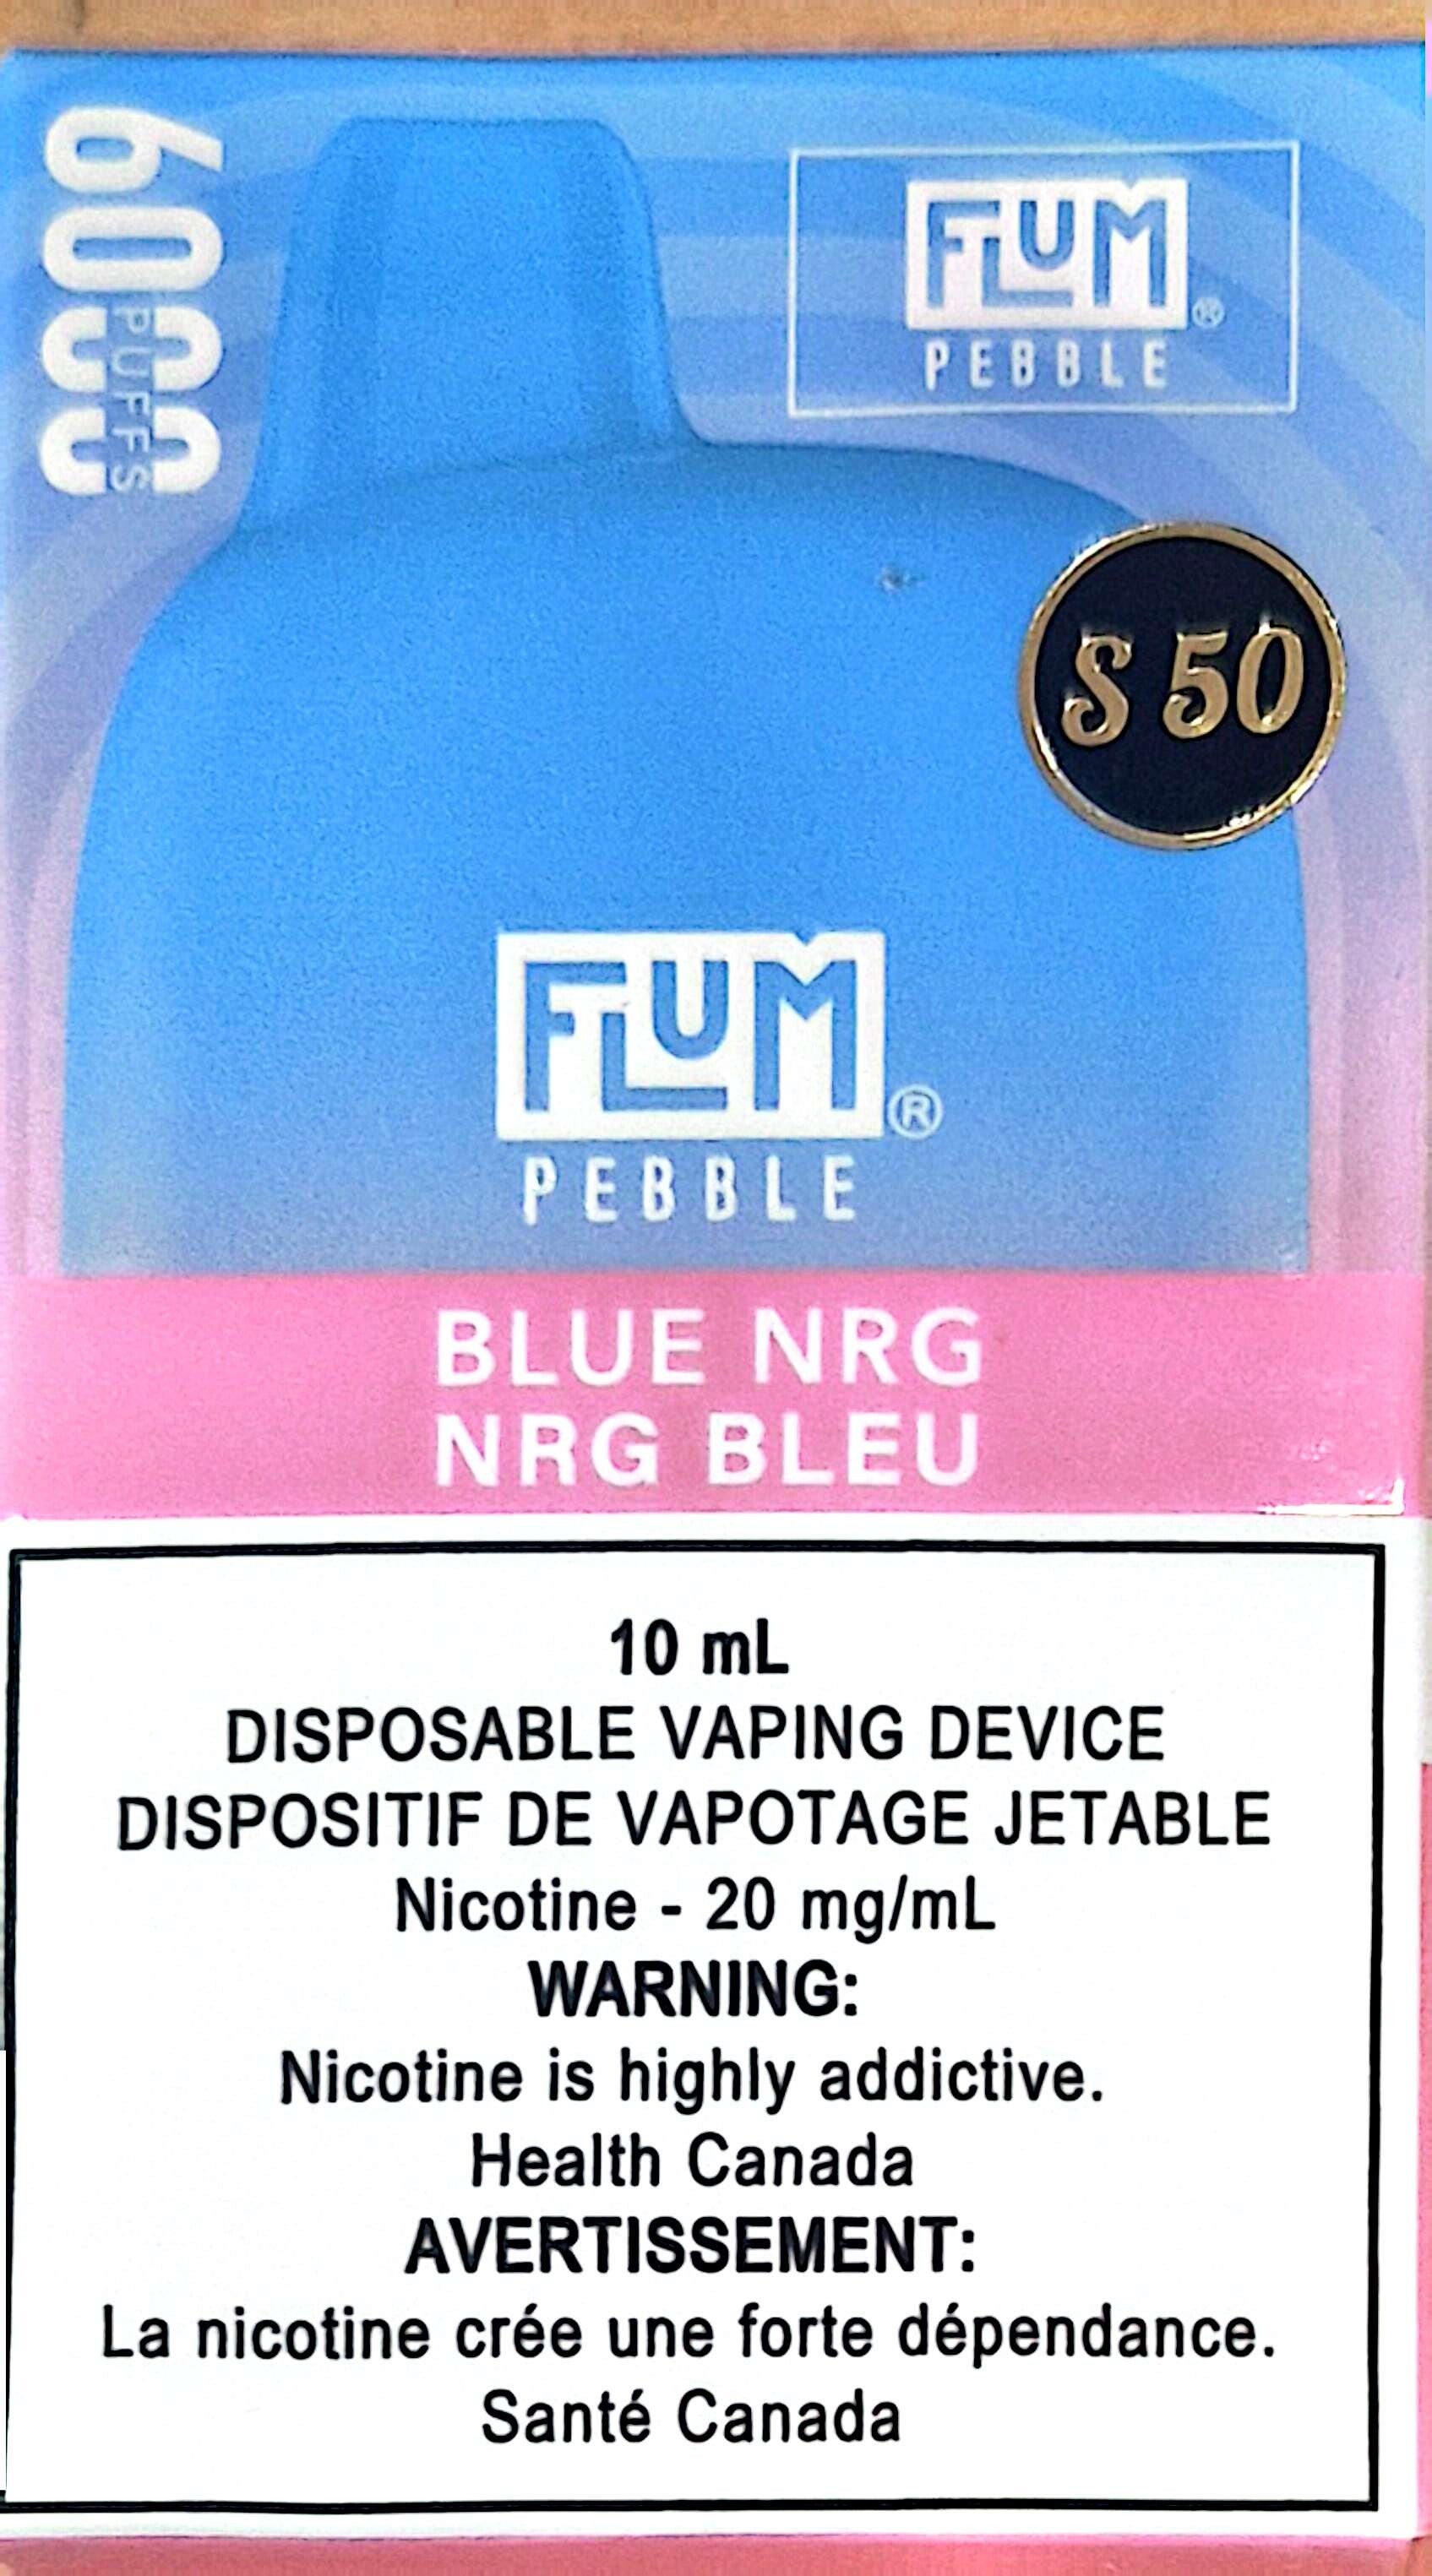 6000
PUFFS
FLUM®
PEBBLE
S 50
FLUM®
PEBBLE
BLUE NRG
NRG BLEU
10 mL
DISPOSABLE VAPING DEVICE
DISPOSITIF DE VAPOTAGE JETABLE
Nicotine - 20 mg/mL
WARNING:
Nicotine is highly addictive.
Health Canada
AVERTISSEMENT:
La nicotine crée une forte dépendance.
Santé Canada